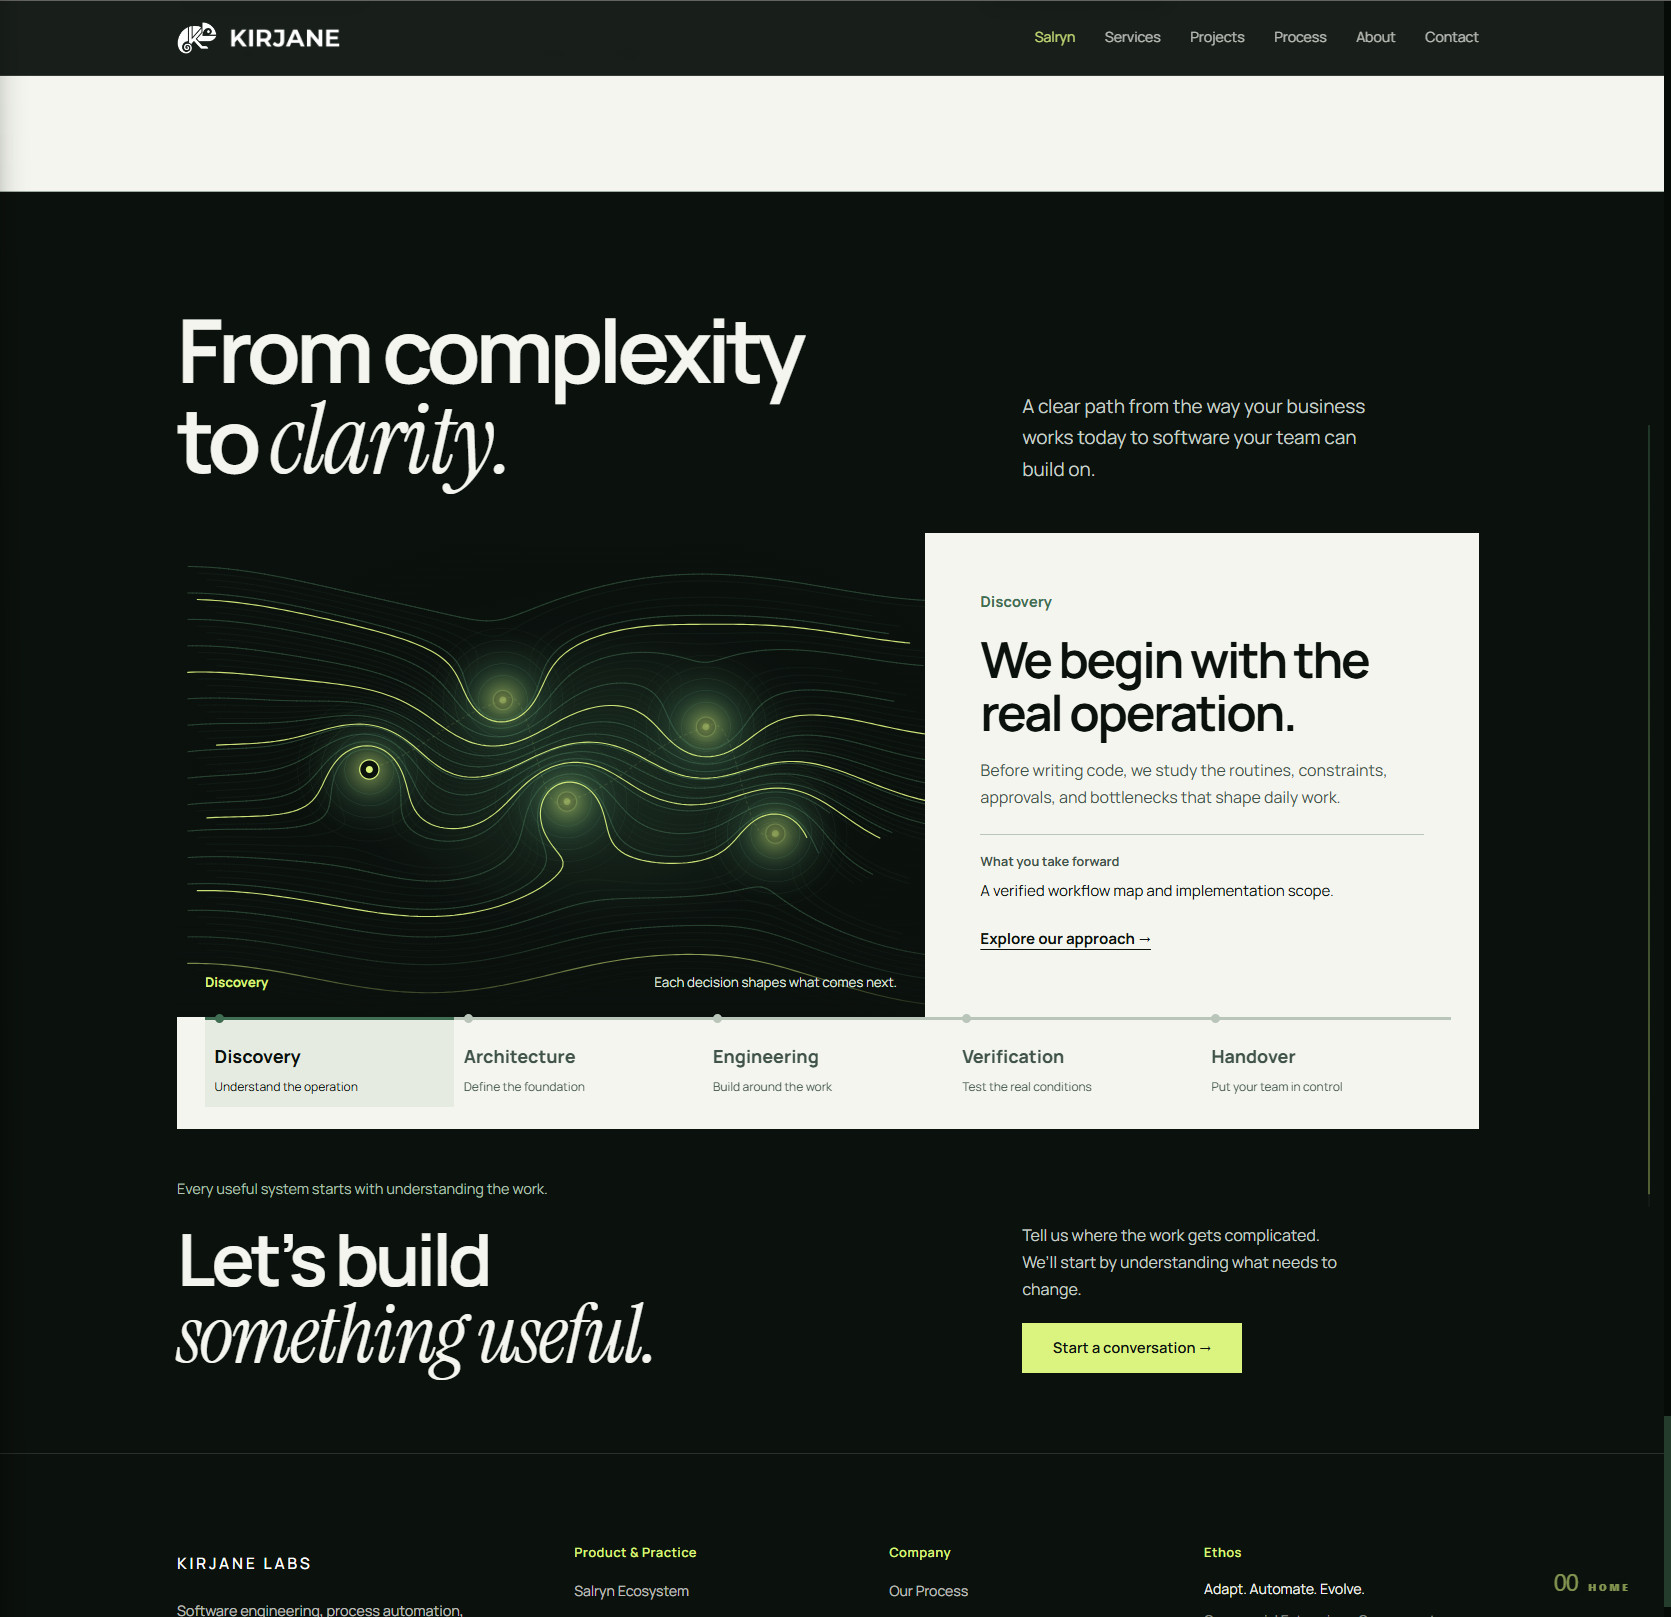 KIRJANE
Salryn
Services
Projects
Process
About
Contact
From complexity
to clarity.
A clear path from the way your business
works today to software your team can
build on.
Discovery
We begin with the
real operation.
Before writing code, we study the routines, constraints,
approvals, and bottlenecks that shape daily work.
What you take forward
A verified workflow map and implementation scope.
Explore our approach →
Discovery
Each decision shapes what comes next.
Discovery
Understand the operation
Architecture
Define the foundation
Engineering
Build around the work
Verification
Test the real conditions
Handover
Put your team in control
Every useful system starts with understanding the work.
Let’s build
something useful.
Tell us where the work gets complicated.
We’ll start by understanding what needs to
change.
Start a conversation →
KIRJANE LABS
Software engineering, process automation,
Product & Practice
Salryn Ecosystem
Company
Our Process
Ethos
Adapt. Automate. Evolve.
00 HOME